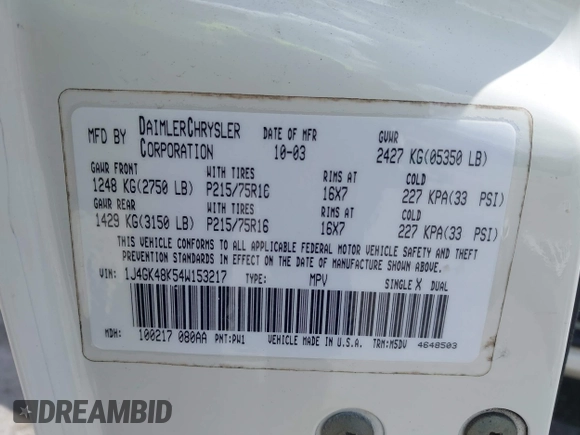 MFD BY DAIMLERCHRYSLER CORPORATION
DATE OF MFR 10-03
GVWR 2427 KG(05350 LB)
GAWR FRONT WITH TIRES RIMS AT COLD
1248 KG(2750 LB) P215/75R16 16X7 227 KPA(33 PSI)
GAWR REAR WITH TIRES RIMS AT COLD
1429 KG(3150 LB) P215/75R16 16X7 227 KPA(33 PSI)
THIS VEHICLE CONFORMS TO ALL APPLICABLE FEDERAL MOTOR VEHICLE SAFETY AND THEFT
PREVENTION STANDARDS IN EFFECT ON THE DATE OF MANUFACTURE SHOWN ABOVE.
VIN: 1J4GK48K54W153217 TYPE: MPV SINGLE X DUAL
MDH: 100217 080AA PNT:PW1 VEHICLE MADE IN U.S.A. TRM:M5DV 4648503
DREAMBID